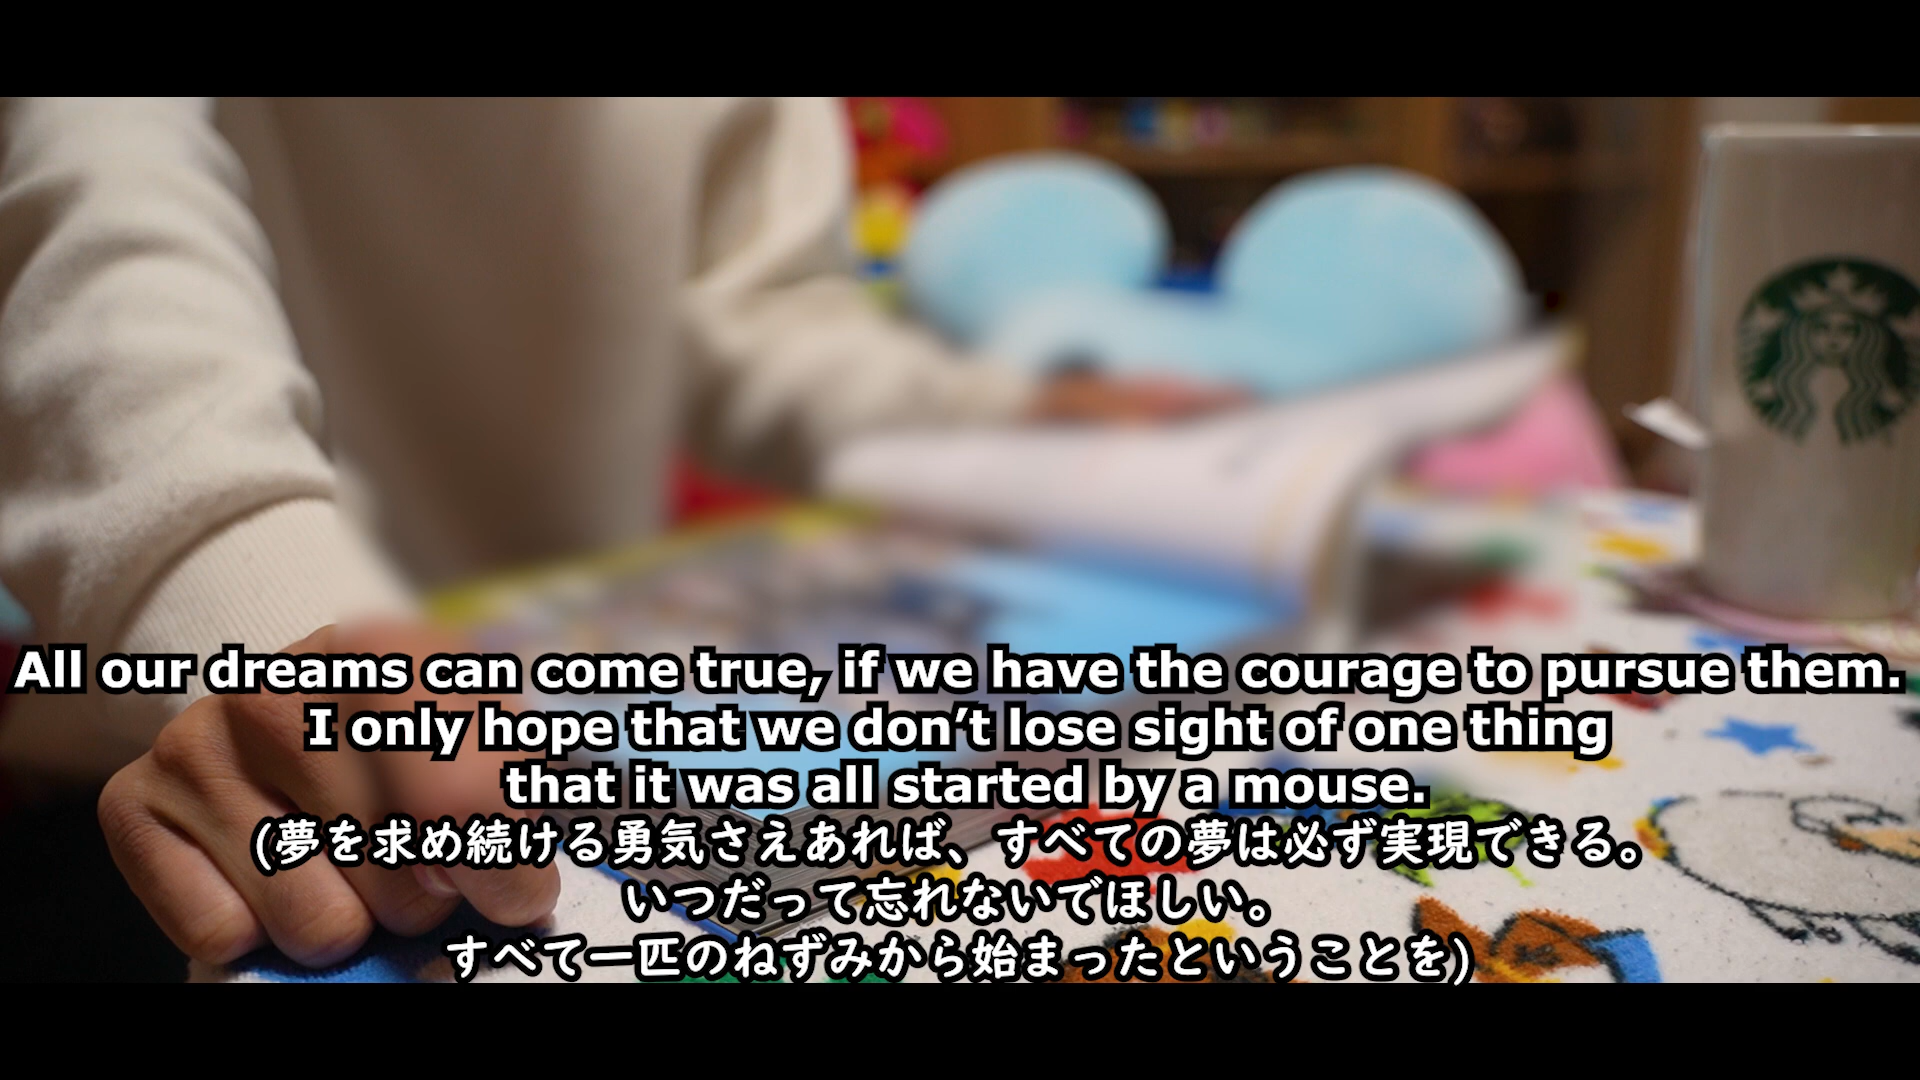 All our dreams can come true, if we have the courage to pursue them.
I only hope that we don’t lose sight of one thing
that it was all started by a mouse.
(夢を求め続ける勇気さえあれば、すべての夢は必ず実現できる。
いつだって忘れないでほしい。
すべて一匹のねずみから始まったということを)